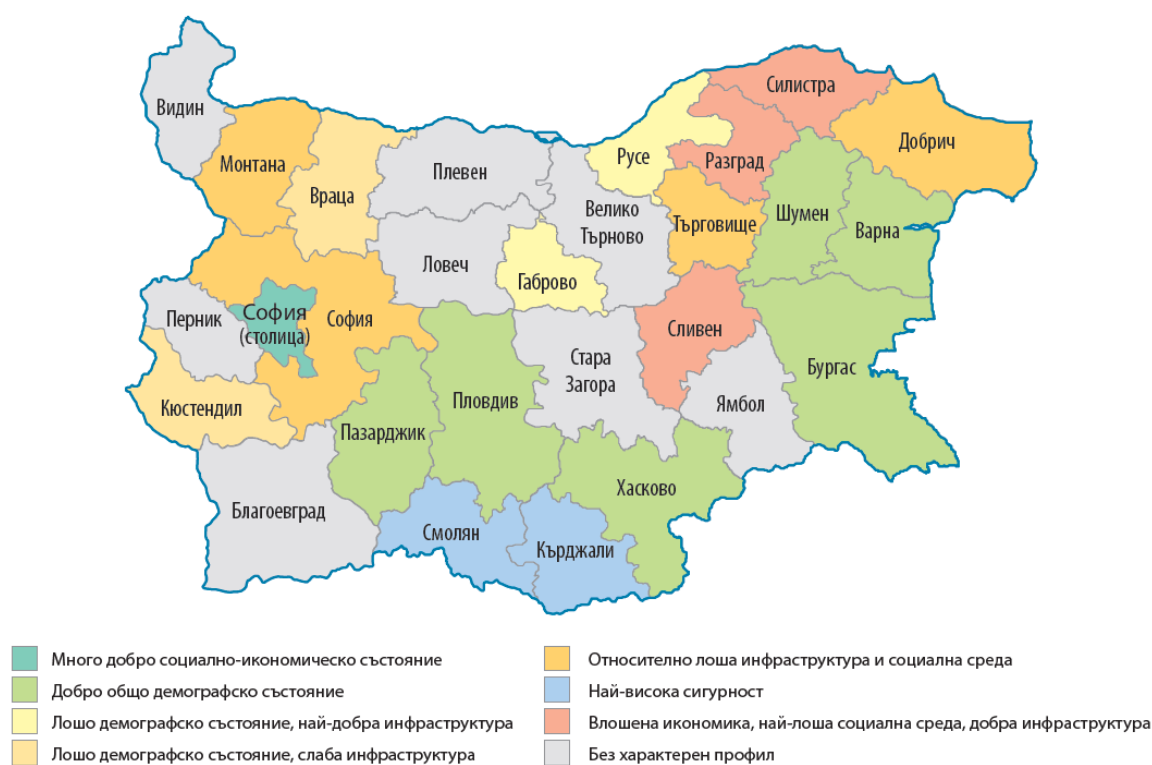 Видин
Монтана
Враца
Плевен
Ловеч
Велико
Търново
Русе
Силистра
Разград
Добрич
Търговище
Шумен
Варна
Габрово
Перник
София
(столица)
София
Кюстендил
Благоевград
Пазарджик
Пловдив
Стара
Загора
Сливен
Ямбол
Бургас
Хасково
Смолян
Кърджали
Много добро социално-икономическо състояние
Добро общо демографско състояние
Лошо демографско състояние, най-добра инфраструктура
Лошо демографско състояние, слаба инфраструктура
Относително лоша инфраструктура и социална среда
Най-висока сигурност
Влошена икономика, най-лоша социална среда, добра инфраструктура
Без характерен профил